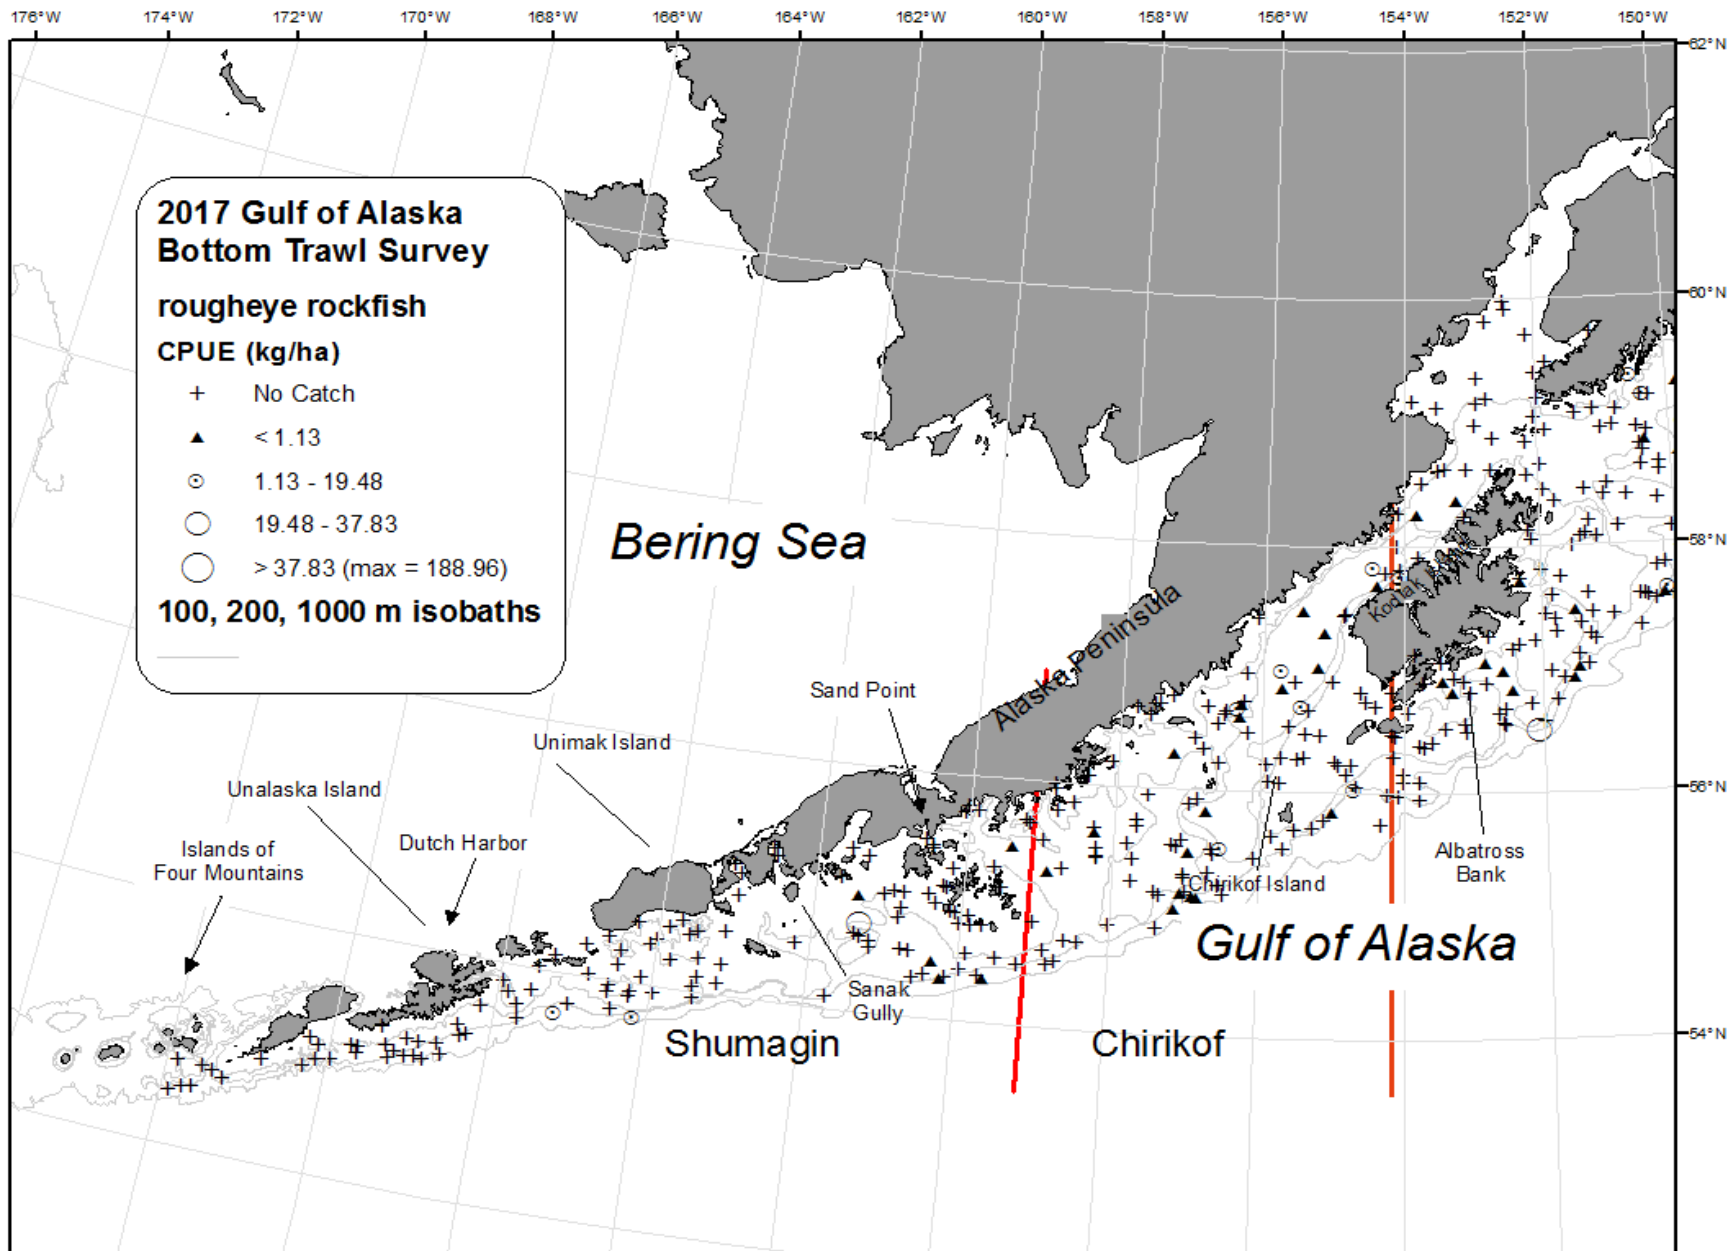 176°W 174°W 172°W 170°W 168°W 166°W 164°W 162°W 160°W 158°W 156°W 154°W 152°W 150°W
62°N
2017 Gulf of Alaska
Bottom Trawl Survey
rougheye rockfish
CPUE (kg/ha)
No Catch
< 1.13
1.13 - 19.48
19.48 - 37.83
> 37.83 (max = 188.96)
100, 200, 1000 m isobaths
60°N
Bering Sea
58°N
Kodiak Island
Alaska Peninsula
Sand Point
Unimak Island
Unalaska Island
56°N
Dutch Harbor
Islands of
Four Mountains
Albatross
Bank
Chirikof Island
Gulf of Alaska
Sanak
Gully
54°N
Shumagin
Chirikof